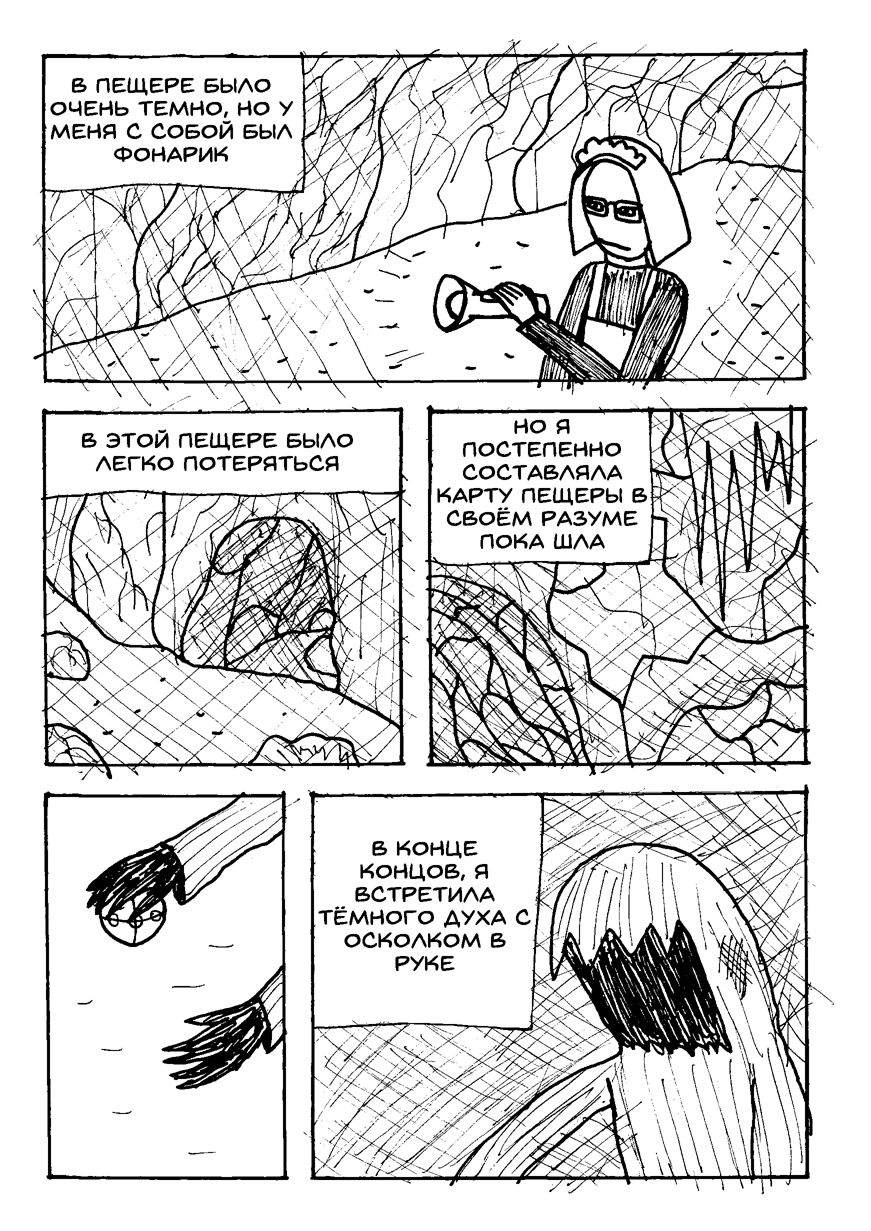 В ПЕЩЕРЕ БЫЛО
ОЧЕНЬ ТЕМНО, НО У
МЕНЯ С СОБОЙ БЫЛ
ФОНАРИК
В ЭТОЙ ПЕЩЕРЕ БЫЛО
ЛЕГКО ПОТЕРЯТЬСЯ
НО Я
ПОСТЕПЕННО
СОСТАВЛЯЛА
КАРТУ ПЕЩЕРЫ В
СВОЁМ РАЗУМЕ
ПОКА ШЛА
В КОНЦЕ
КОНЦОВ, Я
ВСТРЕТИЛА
ТЁМНОГО ДУХА С
ОСКОЛКОМ В
РУКЕ